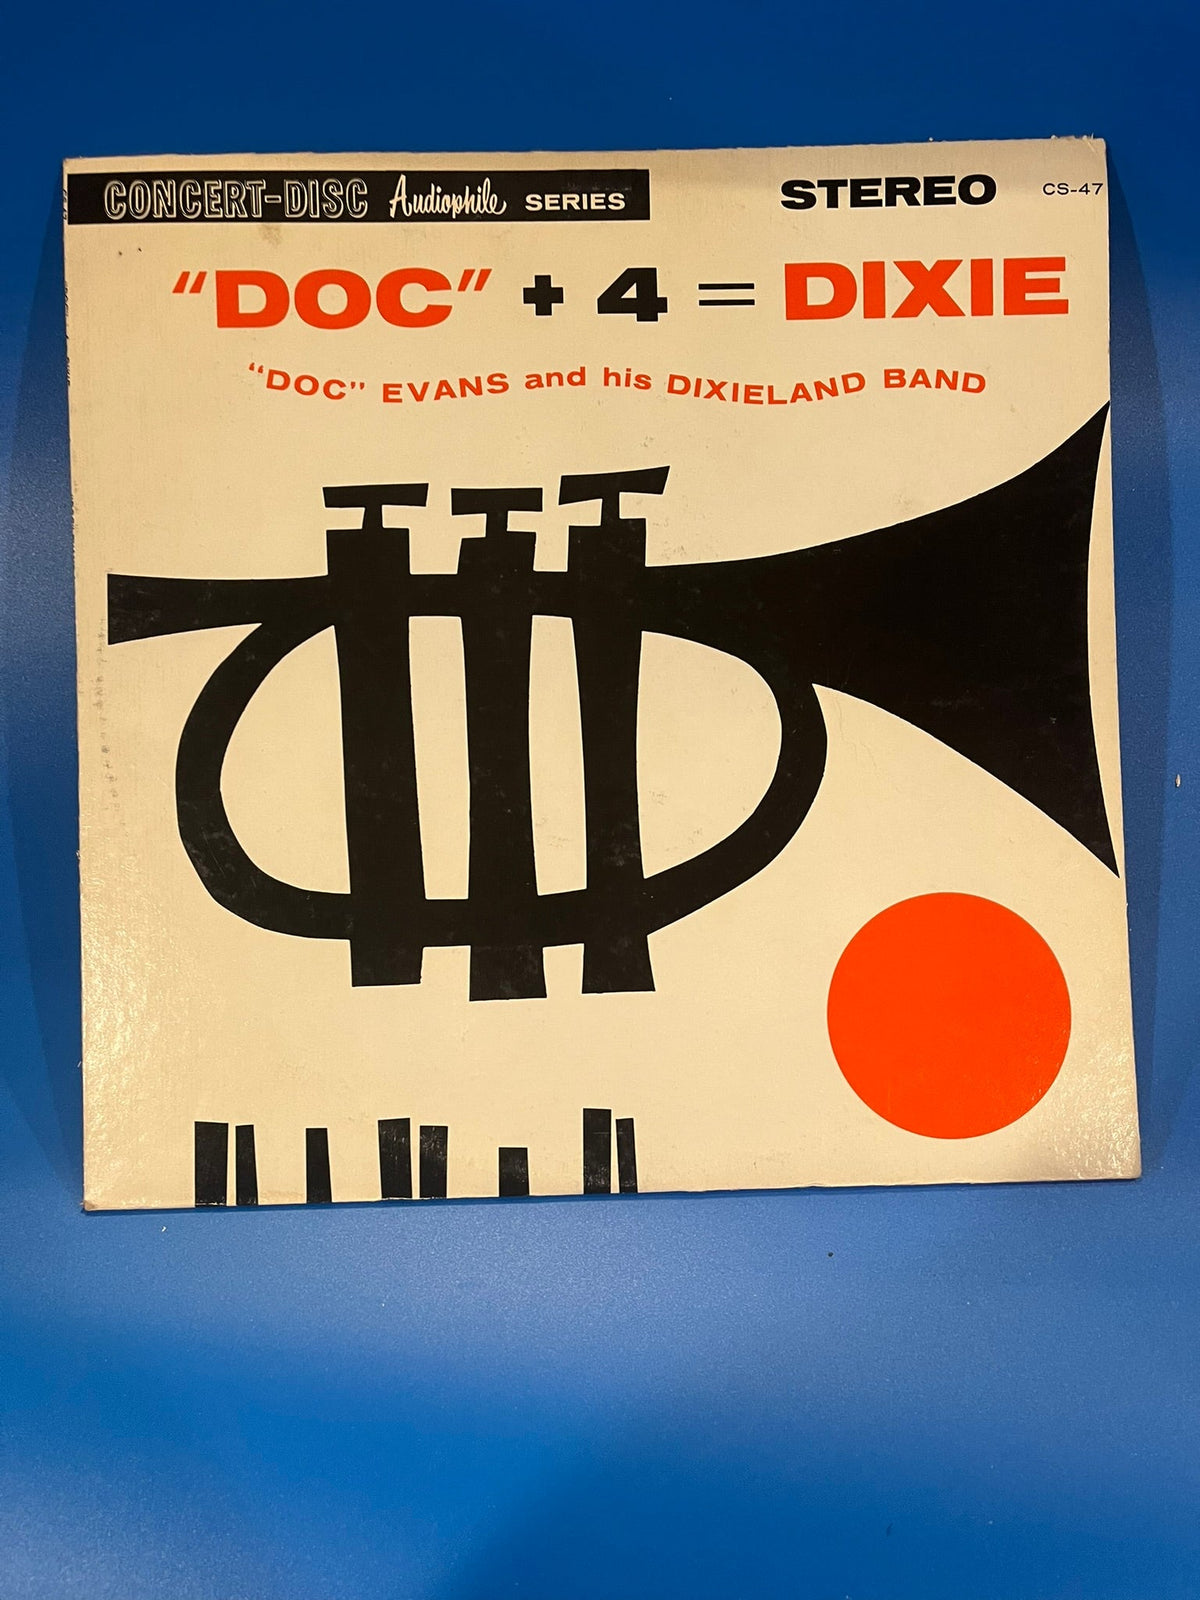 CONCERT-DISC Audiophile SERIES
STEREO CS-47
"DOC" + 4 = DIXIE
"DOC" EVANS and his DIXIELAND BAND